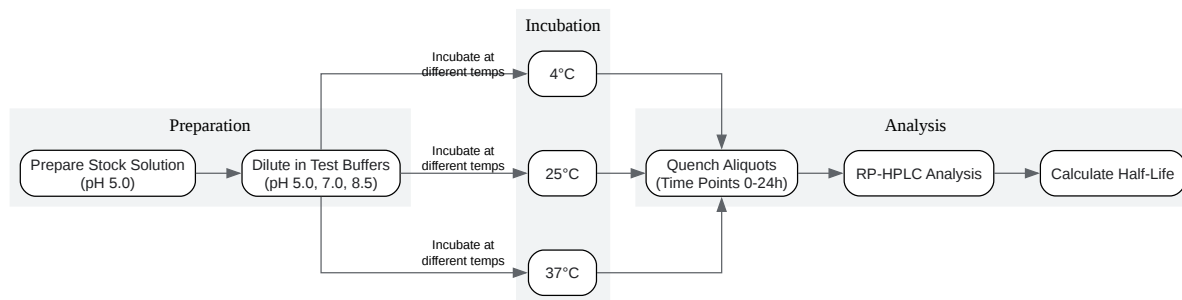 Preparation
Prepare Stock Solution
(pH 5.0)
Dilute in Test Buffers
(pH 5.0, 7.0, 8.5)
Incubate at
different temps
Incubate at
different temps
Incubate at
different temps
Incubation
4°C
25°C
37°C
Analysis
Quench Aliquots
(Time Points 0-24h)
RP-HPLC Analysis
Calculate Half-Life